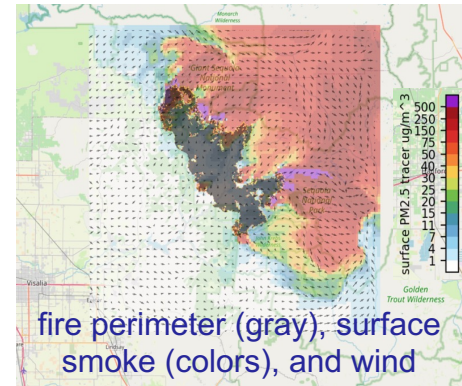 Monarch
Wilderness
Giant Sequoia
National
Monument
Sequoia
National
Park
surface PM2.5 tracer ug/m^3
500
250
150
75
50
40
30
25
20
15
11
7
4
1
Visalia
Golden
Trout Wilderness
Lindsay
fire perimeter (gray), surface
smoke (colors), and wind